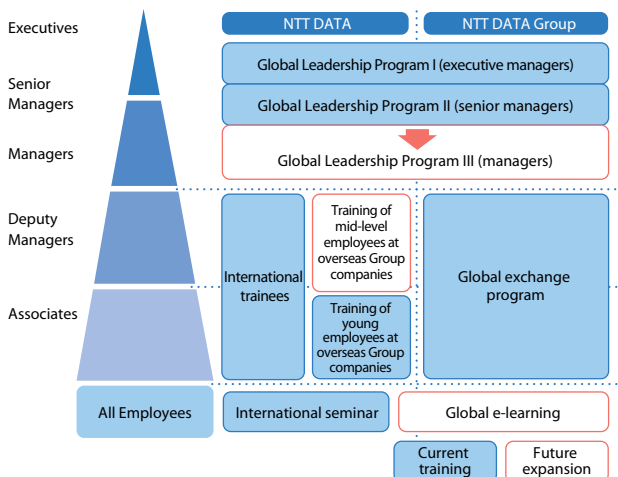 Executives
NTT DATA
NTT DATA Group
Global Leadership Program I (executive managers)
Senior
Managers
Global Leadership Program II (senior managers)
Managers
Global Leadership Program III (managers)
Deputy
Managers
International
trainees
Training of
mid-level
employees at
overseas Group
companies
Global exchange
program
Associates
Training of
young
employees at
overseas Group
companies
All Employees
International seminar
Global e-learning
Current
training
Future
expansion